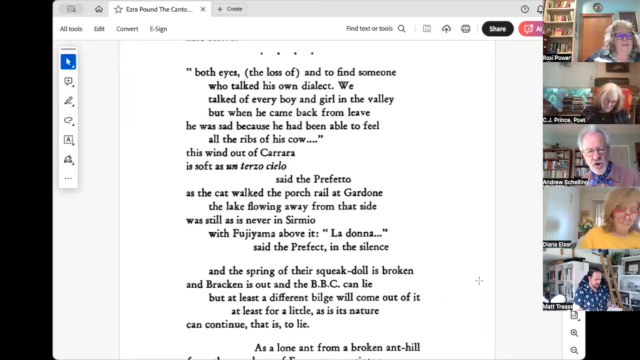 Ezra Pound The Canto...
+ Create
All tools Edit Convert E-Sign
Find text or tools
Share
AI
. . . .
" both eyes, (the loss of) and to find someone
who talked his own dialect. We
talked of every boy and girl in the valley
but when he came back from leave
he was sad because he had been able to feel
all the ribs of his cow...."
this wind out of Carrara
is soft as un terzo cielo
said the Prefetto
as the cat walked the porch rail at Gardone
the lake flowing away from that side
was still as is never in Sirmio
with Fujiyama above it: " La donna..."
said the Prefect, in the silence
and the spring of their squeak-doll is broken
and Bracken is out and the B.B.C. can lie
but at least a different bilge will come out of it
at least for a little, as is its nature
can continue, that is, to lie.
As a lone ant from a broken ant-hill
Roxi Power
C.J. Prince, Poet
Andrew Schelling
Diana Elser
Matt Trease